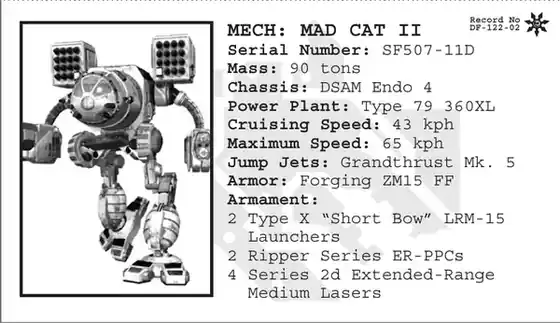 MECH: MAD CAT II
Record No
DF-122-02
Serial Number: SF507-11D
Mass: 90 tons
Chassis: DSAM Endo 4
Power Plant: Type 79 360XL
Cruising Speed: 43 kph
Maximum Speed: 65 kph
Jump Jets: Grandthrust Mk. 5
Armor: Forging ZM15 FF
Armament:
2 Type X “Short Bow” LRM-15
Launchers
2 Ripper Series ER-PPCs
4 Series 2d Extended-Range
Medium Lasers